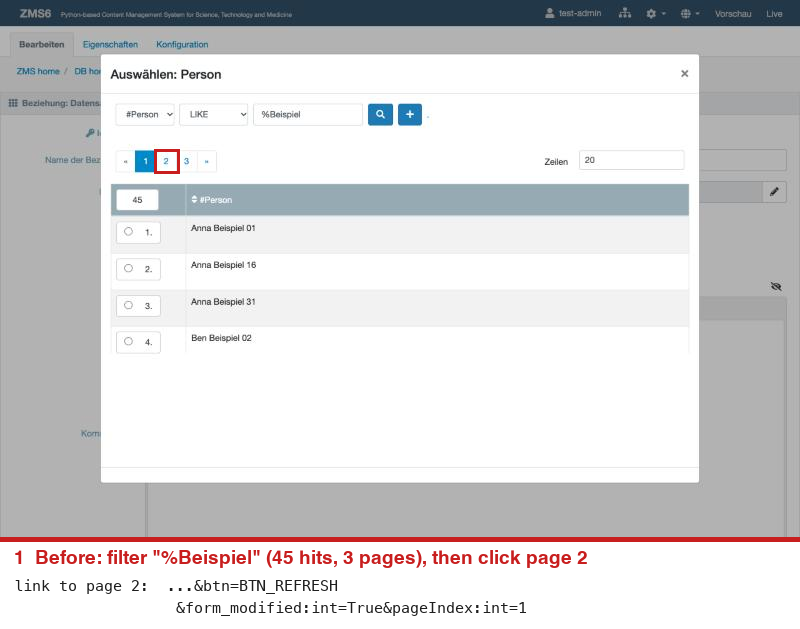 ZMS6 Python-based Content Management System for Science, Technology and Medicine test-admin Vorschau Live
Bearbeiten Eigenschaften Konfiguration
ZMS home / DB
Auswählen: Person ×
Beziehung:
#Person LIKE %Beispiel .
Name der
« 1 2 3 » Zeilen 20
45 #Person
1. Anna Beispiel 01
2. Anna Beispiel 16
3. Anna Beispiel 31
4. Ben Beispiel 02
1 Before: filter "%Beispiel" (45 hits, 3 pages), then click page 2
link to page 2: ...&btn=BTN_REFRESH
&form_modified:int=True&pageIndex:int=1